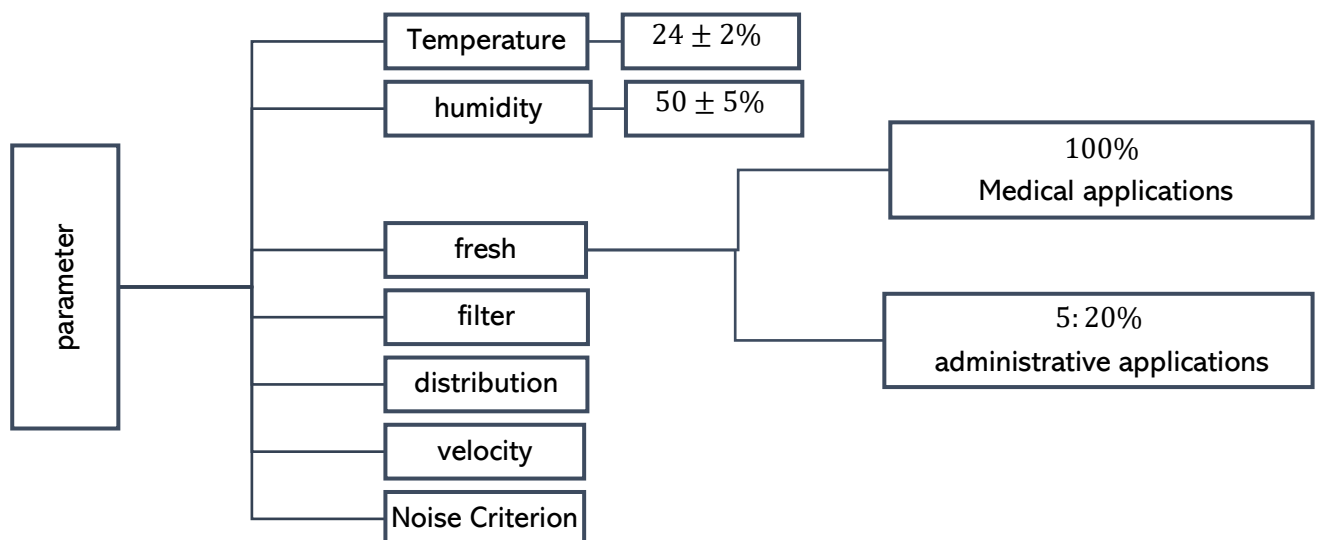 Temperature
24 ± 2%
humidity
50 ± 5%
parameter
fresh
100%
Medical applications
5: 20%
administrative applications
filter
distribution
velocity
Noise Criterion